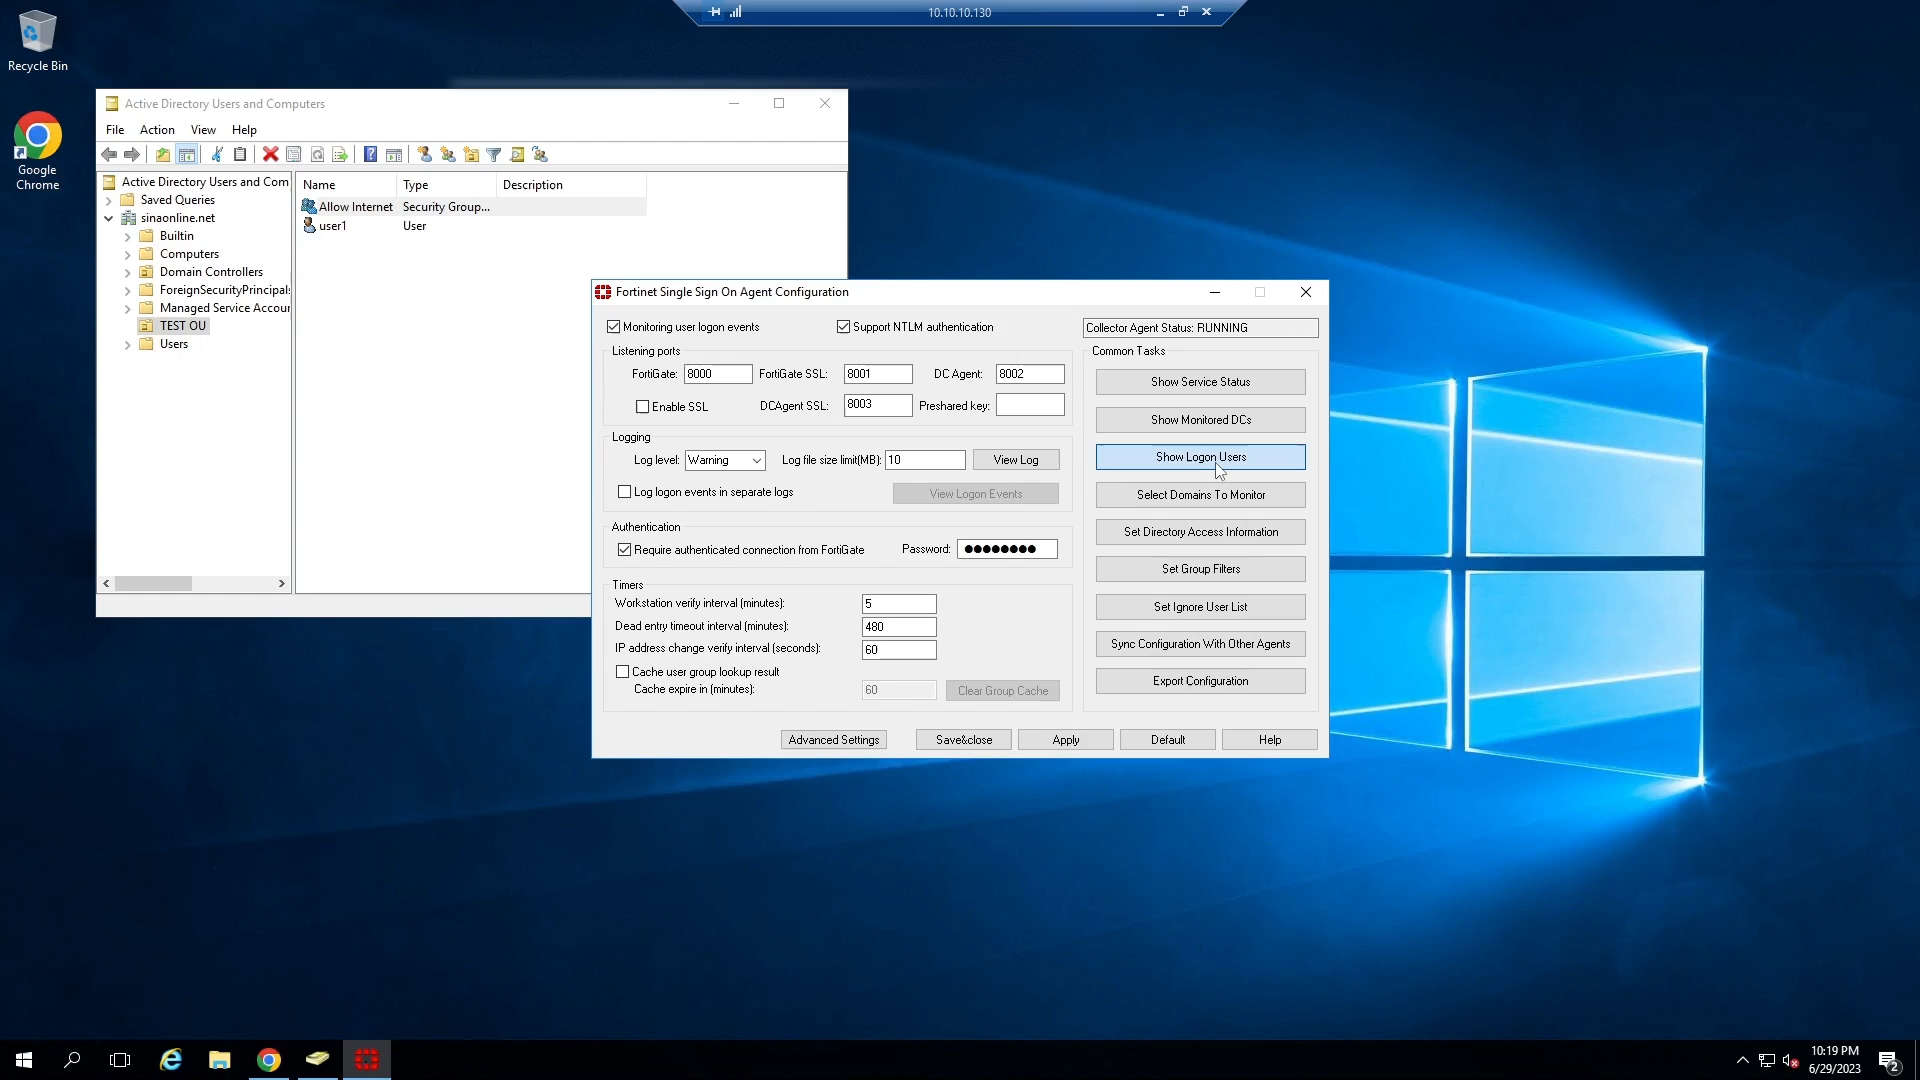 10.10.10.130
Recycle Bin
Google
Chrome
Active Directory Users and Computers
File Action View Help
Active Directory Users and Com
Saved Queries
sinaonline.net
Builtin
Computers
Domain Controllers
ForeignSecurityPrincipals
Managed Service Accour
TEST OU
Users
Name Type Description
Allow Internet Security Group...
user1 User
Fortinet Single Sign On Agent Configuration
Monitoring user logon events
Support NTLM authentication
Collector Agent Status: RUNNING
Listening ports
FortiGate: 8000 FortiGate SSL: 8001 DC Agent: 8002
Enable SSL DCAgent SSL: 8003 Preshared key:
Logging
Log level: Warning Log file size limit(MB): 10 View Log
Log logon events in separate logs View Logon Events
Authentication
Require authenticated connection from FortiGate Password: ●●●●●●●●
Timers
Workstation verify interval (minutes): 5
Dead entry timeout interval (minutes): 480
IP address change verify interval (seconds): 60
Cache user group lookup result
Cache expire in (minutes): 60 Clear Group Cache
Common Tasks
Show Service Status
Show Monitored DCs
Show Logon Users
Select Domains To Monitor
Set Directory Access Information
Set Group Filters
Set Ignore User List
Sync Configuration With Other Agents
Export Configuration
Advanced Settings Save&close Apply Default Help
10:19 PM
6/29/2023
2